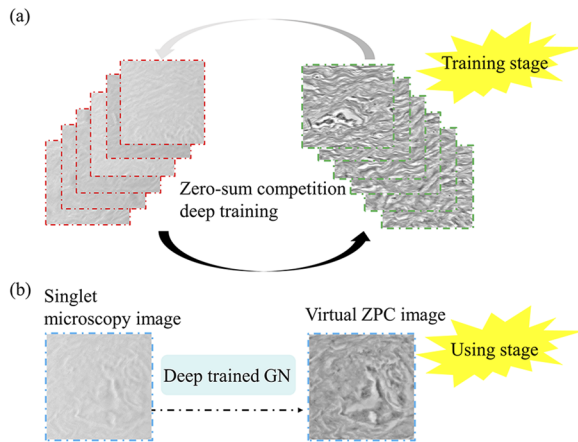 (a)
Training stage
Zero-sum competition
deep training
(b)
Singlet
microscopy image
Virtual ZPC image
Deep trained GN
Using stage